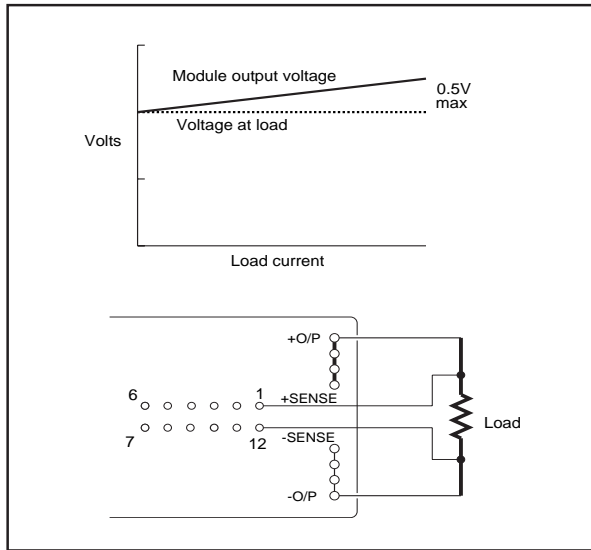 Module output voltage
0.5V
max
Voltage at load
Volts
Load current
+O/P
6
1
+SENSE
Load
7
12
-SENSE
-O/P